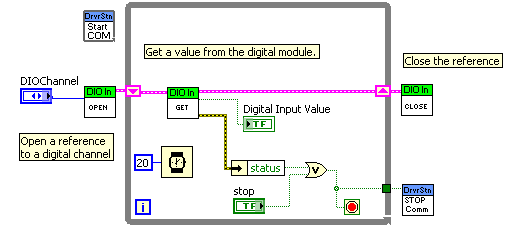 DrvrStn
Start
COM
Get a value from the digital module.
Close the reference
DIOChannel
DIO In
OPEN
DIO In
GET
DIO In
CLOSE
Digital Input Value
TF
Open a reference
to a digital channel
20
status
V
stop
TF
i
DrvrStn
STOP
Comm